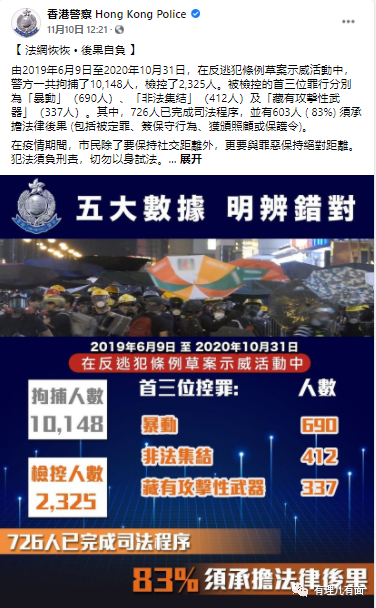 香港警察 Hong Kong Police
11月10日 12:21
【 法網恢恢 • 後果自負 】
由2019年6月9日至2020年10月31日，在反逃犯條例草案示威活動中，
警方一共拘捕了10,148人，檢控了2,325人。被檢控的首三位罪行分別
為「暴動」（690人）、「非法集結」（412人）及「藏有攻擊性武
器」（337人）。其中，726人已完成司法程序，並有603人 ( 83%) 須承
擔法律後果 (包括被定罪、簽保守行為、獲頒照顧或保護令)。
在疫情期間，市民除了要保持社交距離外，更要與罪惡保持絕對距離。
犯法須負刑責，切勿以身試法。... 展开
五大數據 明辨錯對
2019年6月9日 至 2020年10月31日
在反逃犯條例草案示威活動中
拘捕人數
10,148
檢控人數
2,325
首三位控罪: 人數
暴動 690
非法集結 412
藏有攻擊性武器 337
726人已完成司法程序
83% 須承擔法律後果
有理儿有面